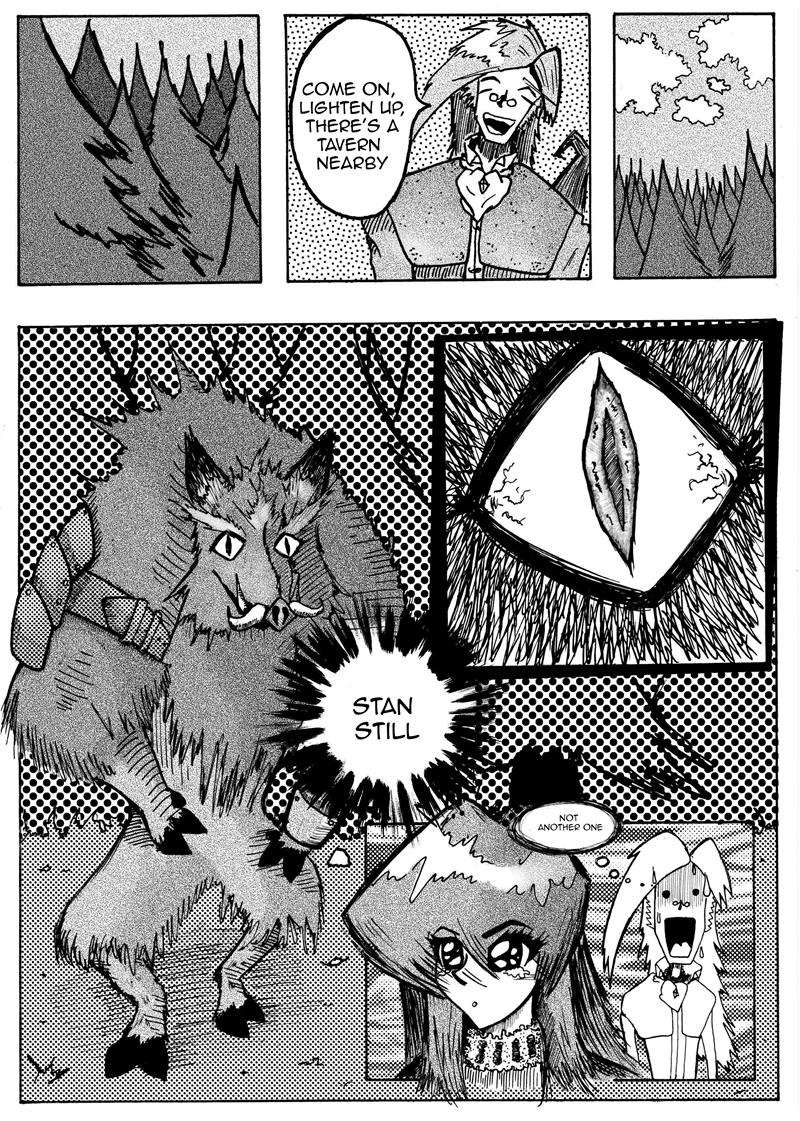 COME ON,
LIGHTEN UP,
THERE'S A
TAVERN
NEARBY
STAN
STILL
NOT
ANOTHER ONE